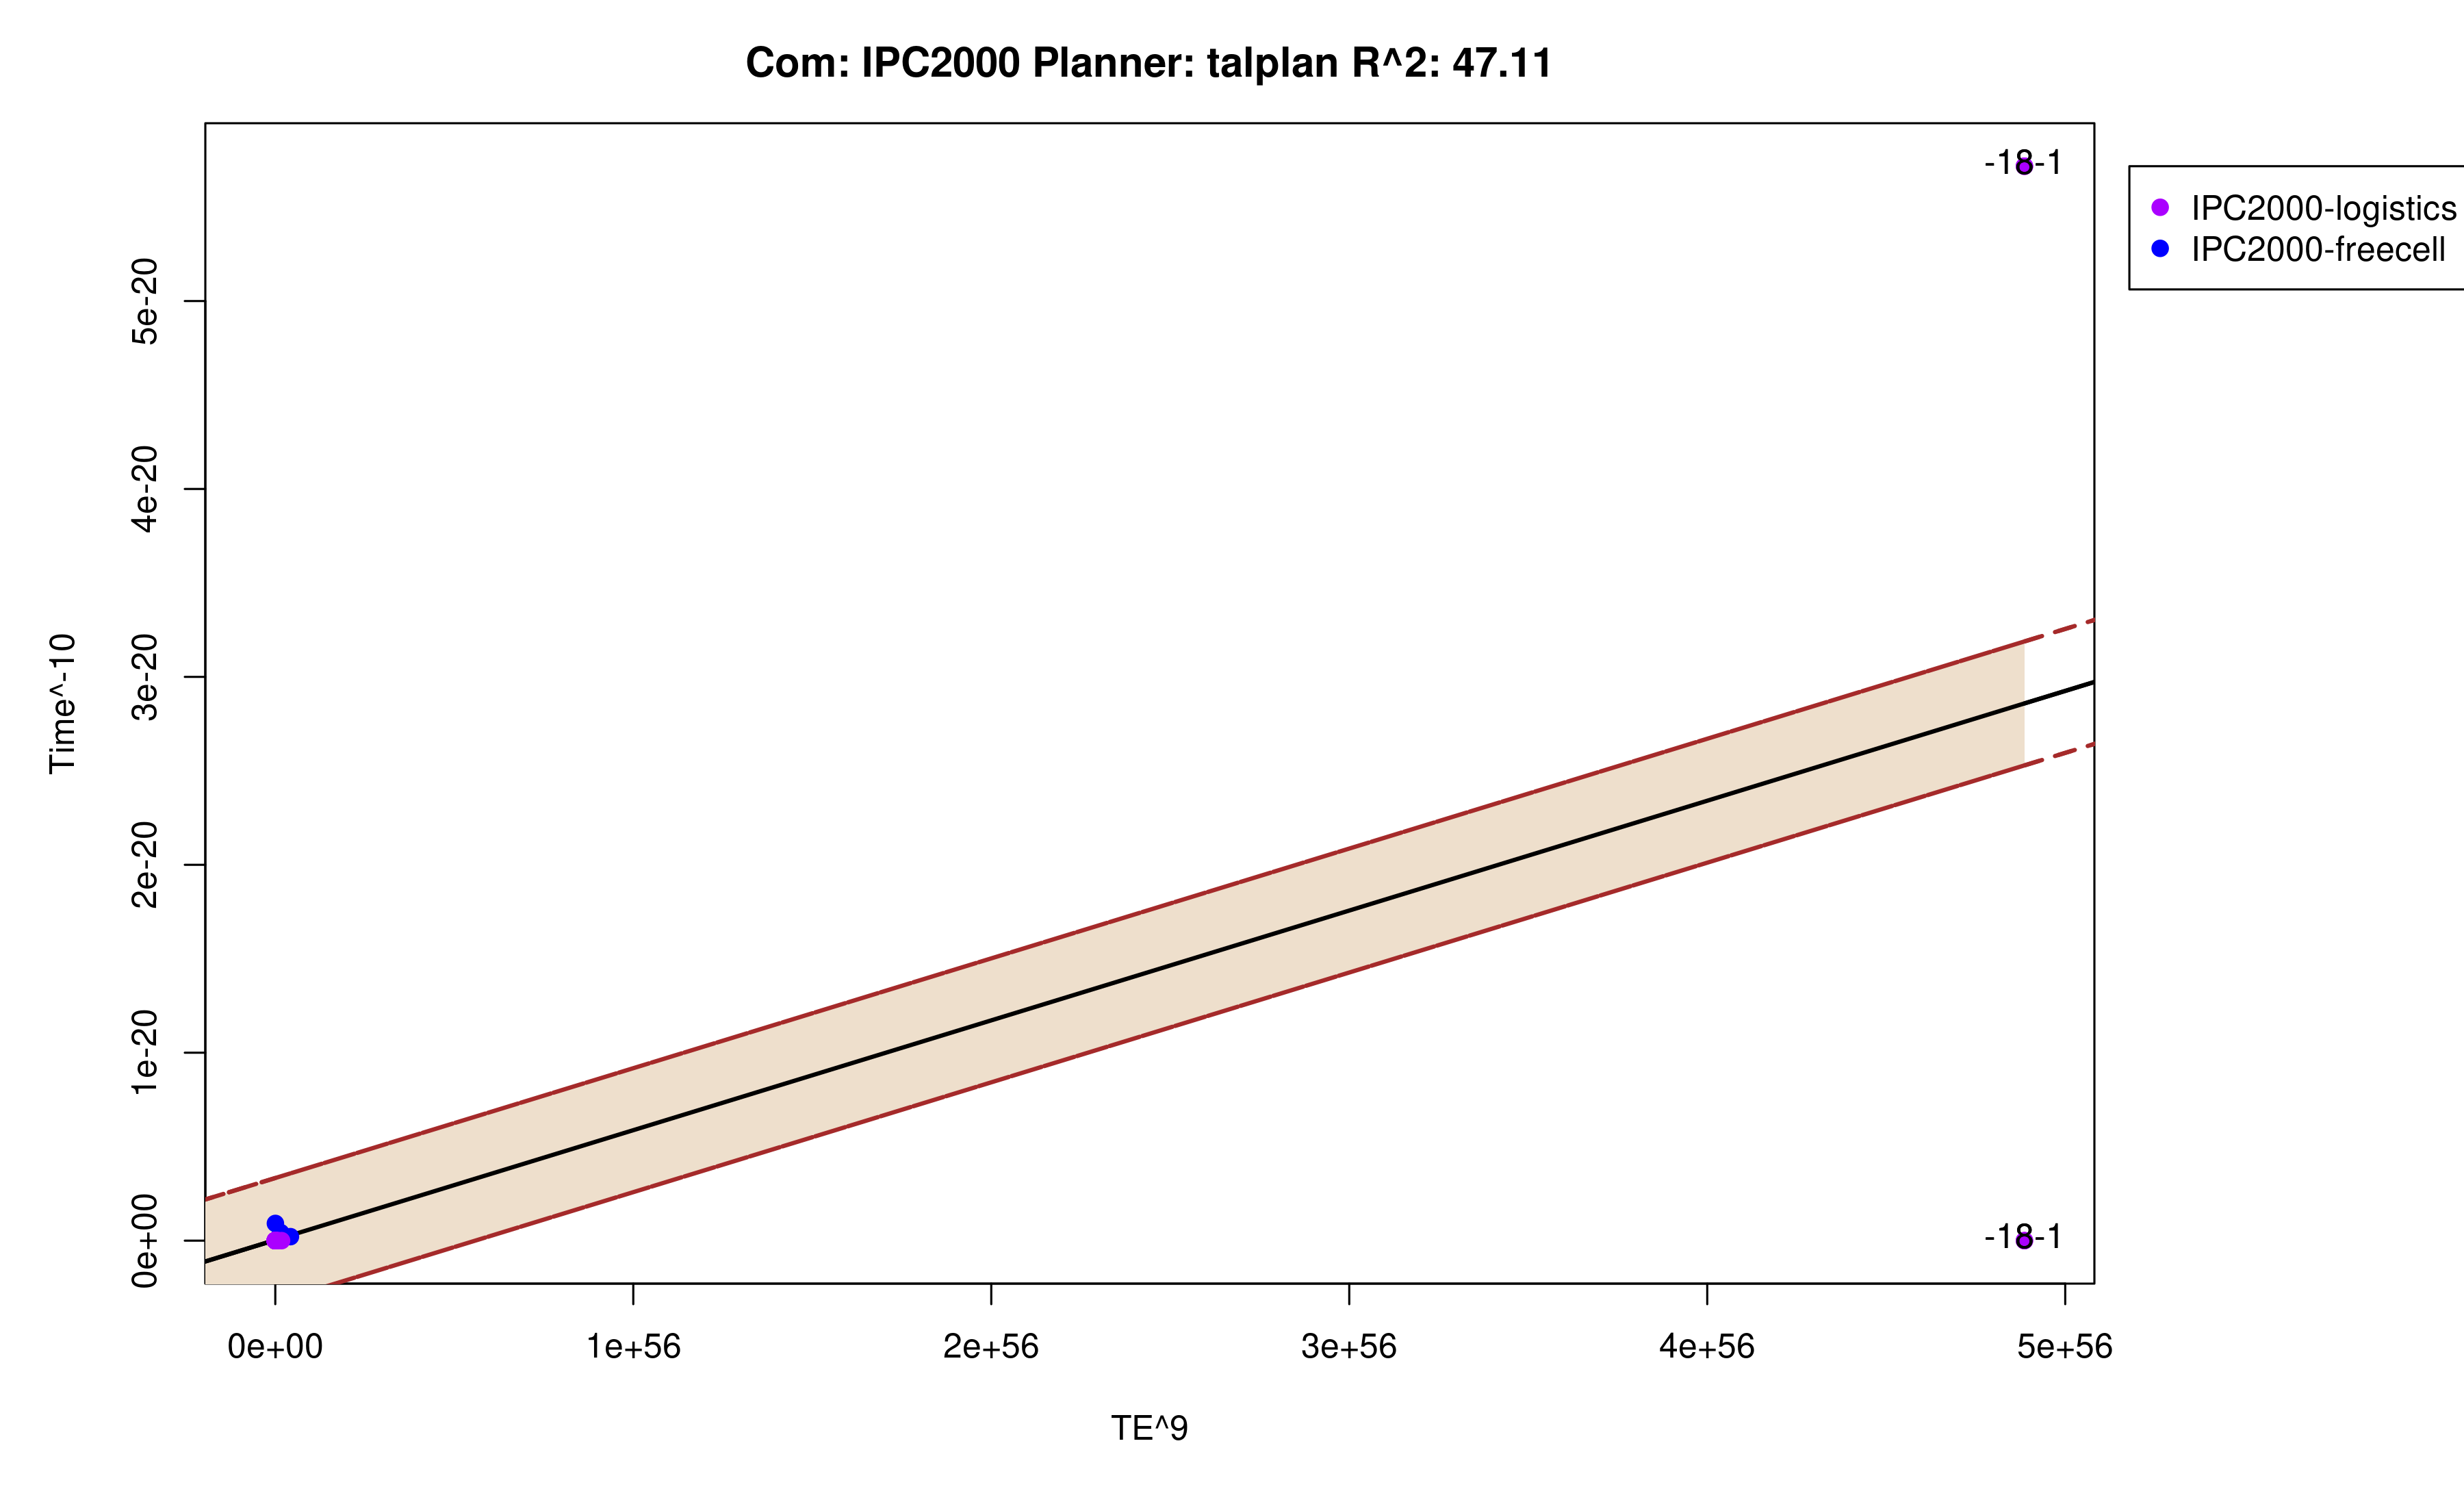 Com: IPC2000 Planner: talplan R^2: 47.11
-18-1
IPC2000-logistics
IPC2000-freecell
5e-20
4e-20
3e-20
2e-20
1e-20
0e+00
Time^-10
-18-1
0e+00
1e+56
2e+56
3e+56
4e+56
5e+56
TE^9